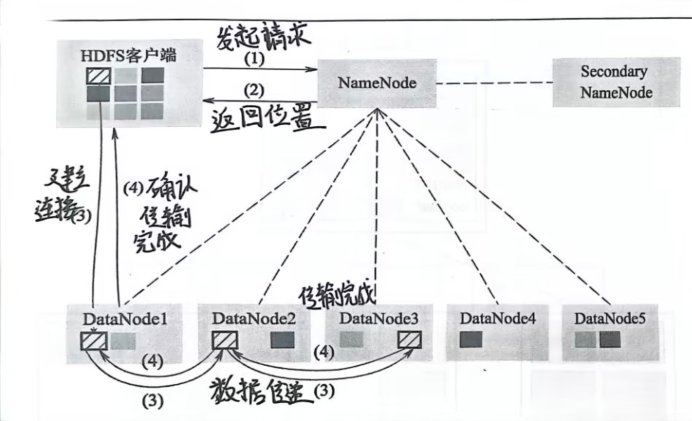 发起请求
HDFS客户端
(1)
(2)
返回位置
NameNode
Secondary
NameNode
建立
连接(3)
(4)确认
传输
完成
传输完成
DataNode1
DataNode2
DataNode3
DataNode4
DataNode5
(4)
(4)
(3)
数据传送(3)